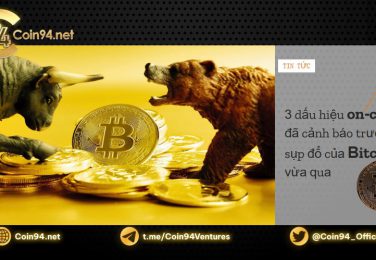 Coin94.net
TIN TỨC
3 dấu hiệu on-c
đã cảnh báo trư
sụp đổ của Bitc
vừa qua
Coin94.net
t.me/Coin94Ventures
@Coin94_Offic